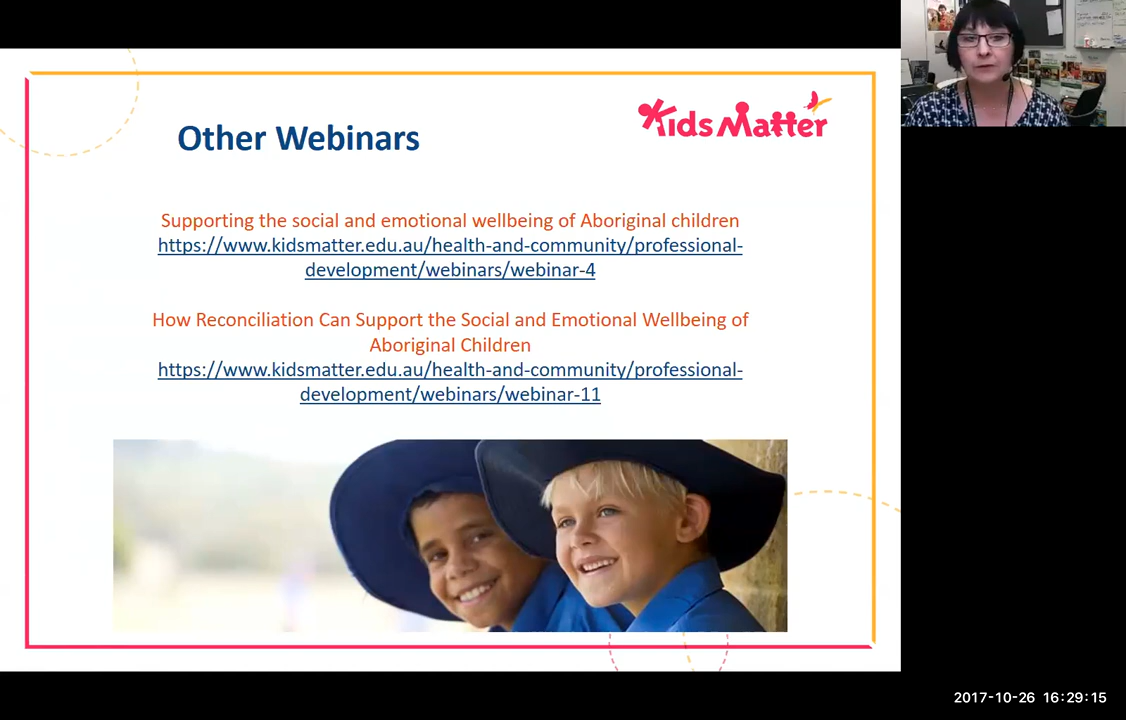 Other Webinars
KidsMatter
Supporting the social and emotional wellbeing of Aboriginal children
https://www.kidsmatter.edu.au/health-and-community/professional-
development/webinars/webinar-4
How Reconciliation Can Support the Social and Emotional Wellbeing of
Aboriginal Children
https://www.kidsmatter.edu.au/health-and-community/professional-
development/webinars/webinar-11
2017-10-26 16:29:15